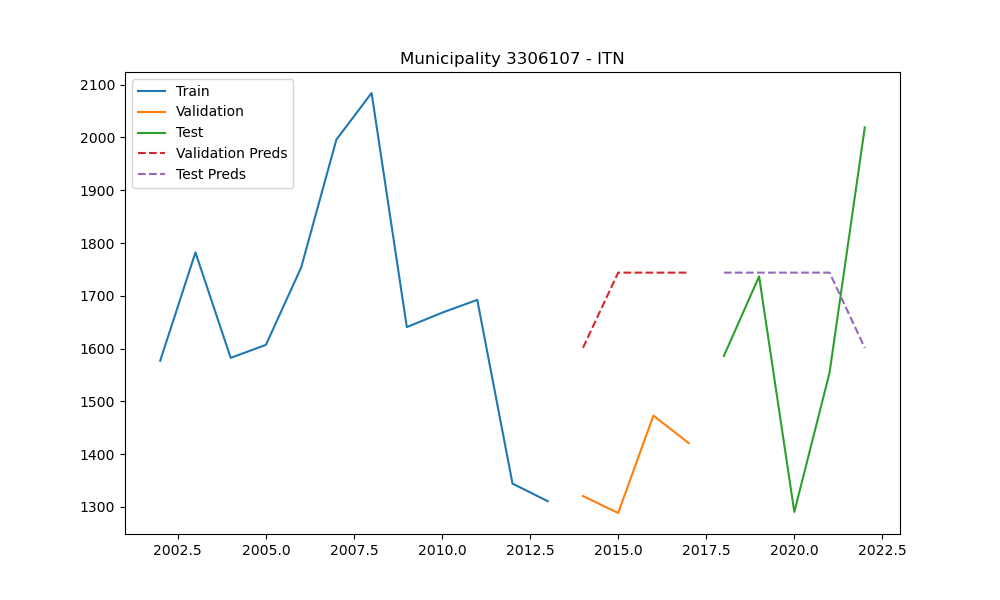 Municipality 3306107 - ITN
2100
2000
1900
1800
1700
1600
1500
1400
1300
Train
Validation
Test
Validation Preds
Test Preds
2002.5 2005.0 2007.5 2010.0 2012.5 2015.0 2017.5 2020.0 2022.5